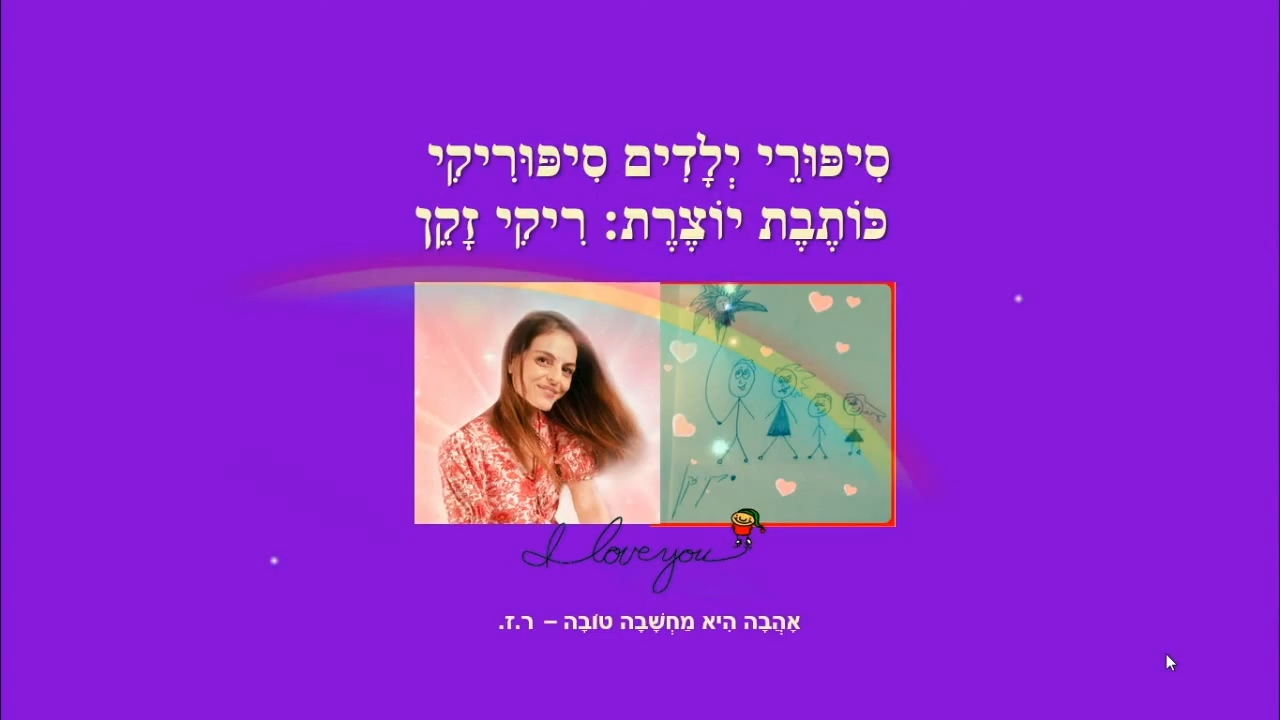 סִיפּוּרֵי יְלָדִים סִיפּוּרִיקִי
כּוֹתֶבֶת יוֹצֶרֶת: רִיקִי זָקֵן
I love you
אַהֲבָה הִיא מַחְשָׁבָה טוֹבָה – ר.ז.